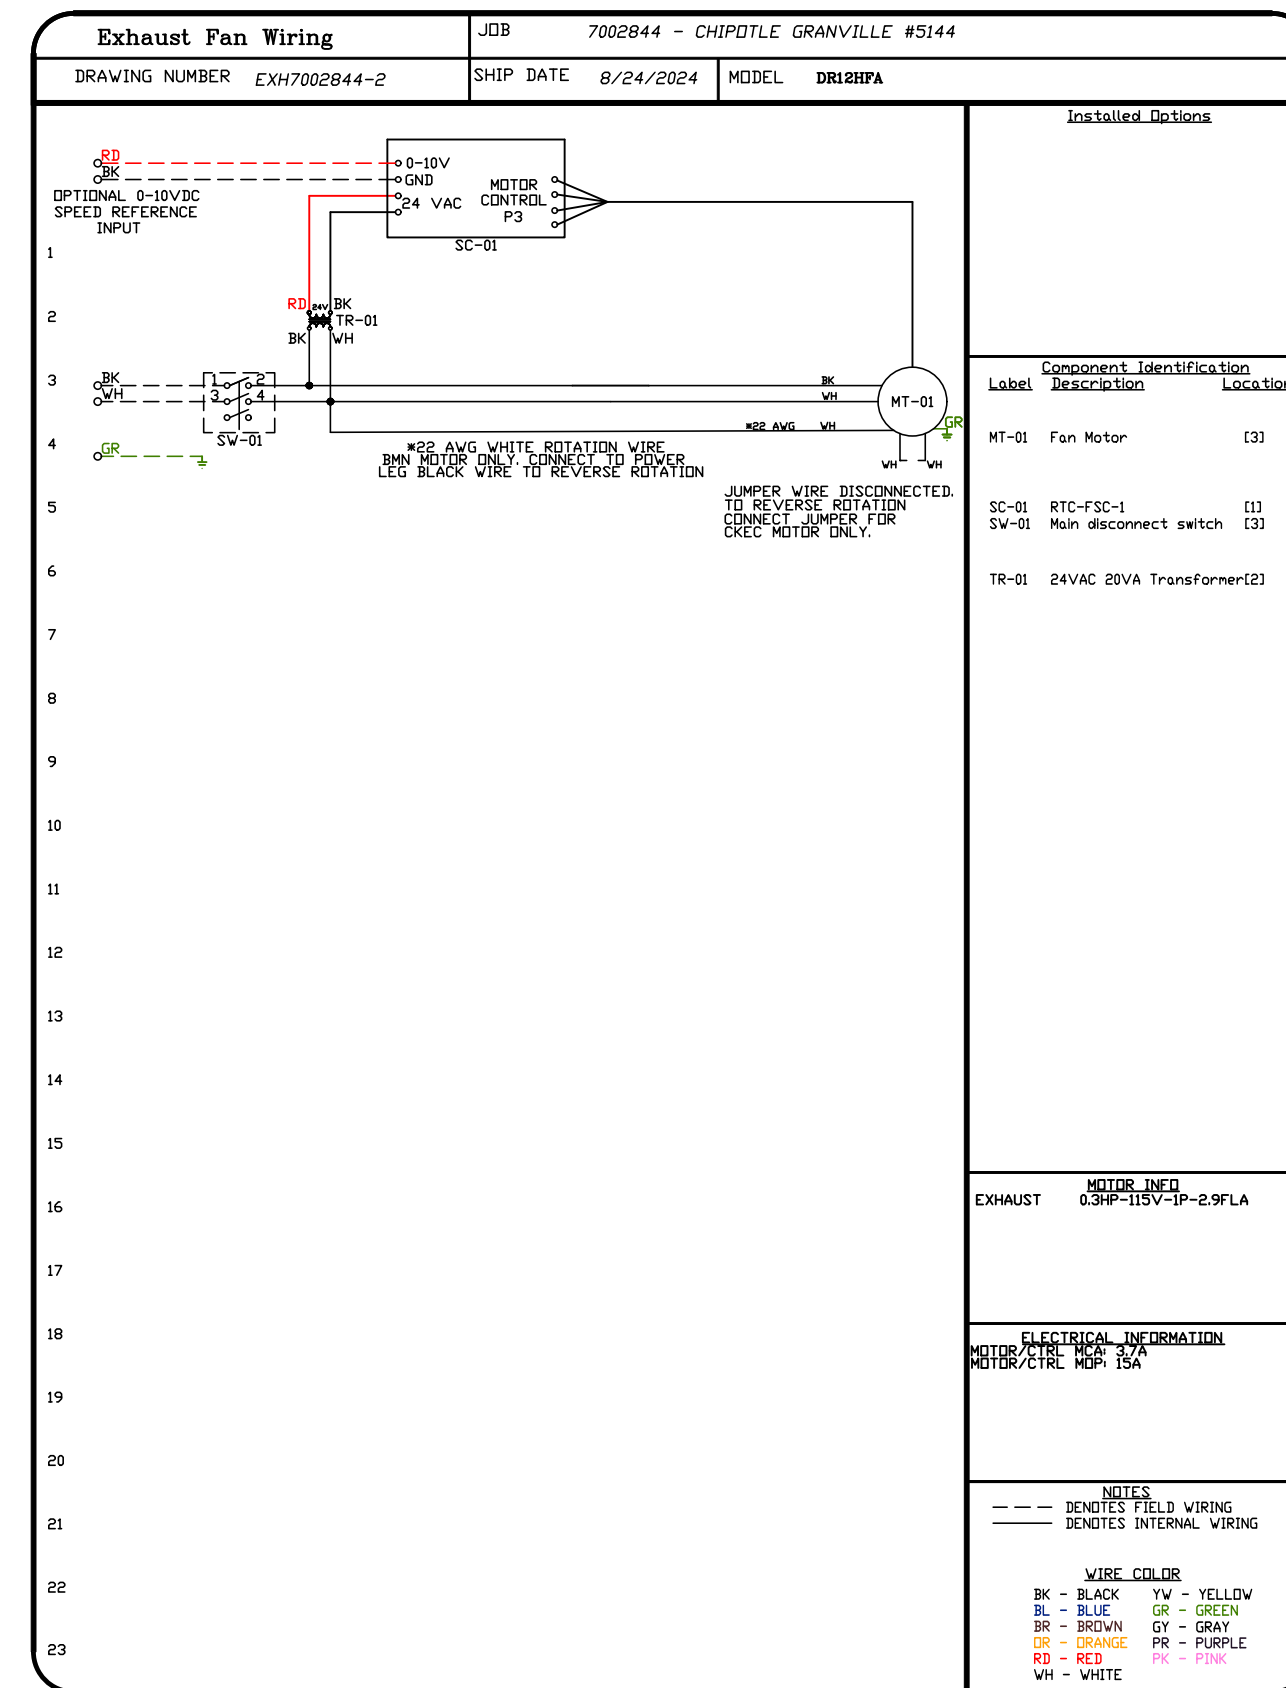 Exhaust Fan Wiring
JOB 7002844 - CHIPOTLE GRANVILLE #5144
DRAWING NUMBER EXH7002844-2
SHIP DATE 8/24/2024
MODEL DR12HFA
RD
BK
OPTIONAL 0-10VDC
SPEED REFERENCE
INPUT
0-10V
GND
24 VAC
MOTOR
CONTROL
P3
SC-01
RD 24V BK
TR-01
BK WH
BK
WH
1 2
3 4
SW-01
GR
BK
WH
*22 AWG WH
MT-01
GR
WH WH
*22 AWG WHITE ROTATION WIRE
BMN MOTOR ONLY. CONNECT TO POWER
LEG BLACK WIRE TO REVERSE ROTATION
JUMPER WIRE DISCONNECTED.
TO REVERSE ROTATION
CONNECT JUMPER FOR
CKEC MOTOR ONLY.
1
2
3
4
5
6
7
8
9
10
11
12
13
14
15
16
17
18
19
20
21
22
23
Installed Options
Component Identification
Label Description Location
MT-01 Fan Motor [3]
SC-01 RTC-FSC-1 [1]
SW-01 Main disconnect switch [3]
TR-01 24VAC 20VA Transformer[2]
MOTOR INFO
EXHAUST 0.3HP-115V-1P-2.9FLA
ELECTRICAL INFORMATION
MOTOR/CTRL MCA: 3.7A
MOTOR/CTRL MOP: 15A
NOTES
DENOTES FIELD WIRING
DENOTES INTERNAL WIRING
WIRE COLOR
BK - BLACK YW - YELLOW
BL - BLUE GR - GREEN
BR - BROWN GY - GRAY
OR - ORANGE PR - PURPLE
RD - RED PK - PINK
WH - WHITE